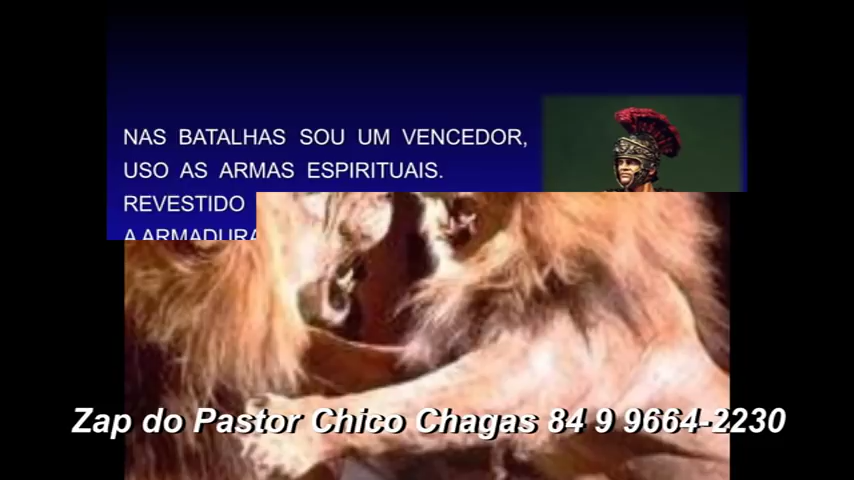 NAS BATALHAS SOU UM VENCEDOR,
USO AS ARMAS ESPIRITUAIS.
REVESTIDO
A ARMADURA
Zap do Pastor Chico Chagas 84 9 9664-2230